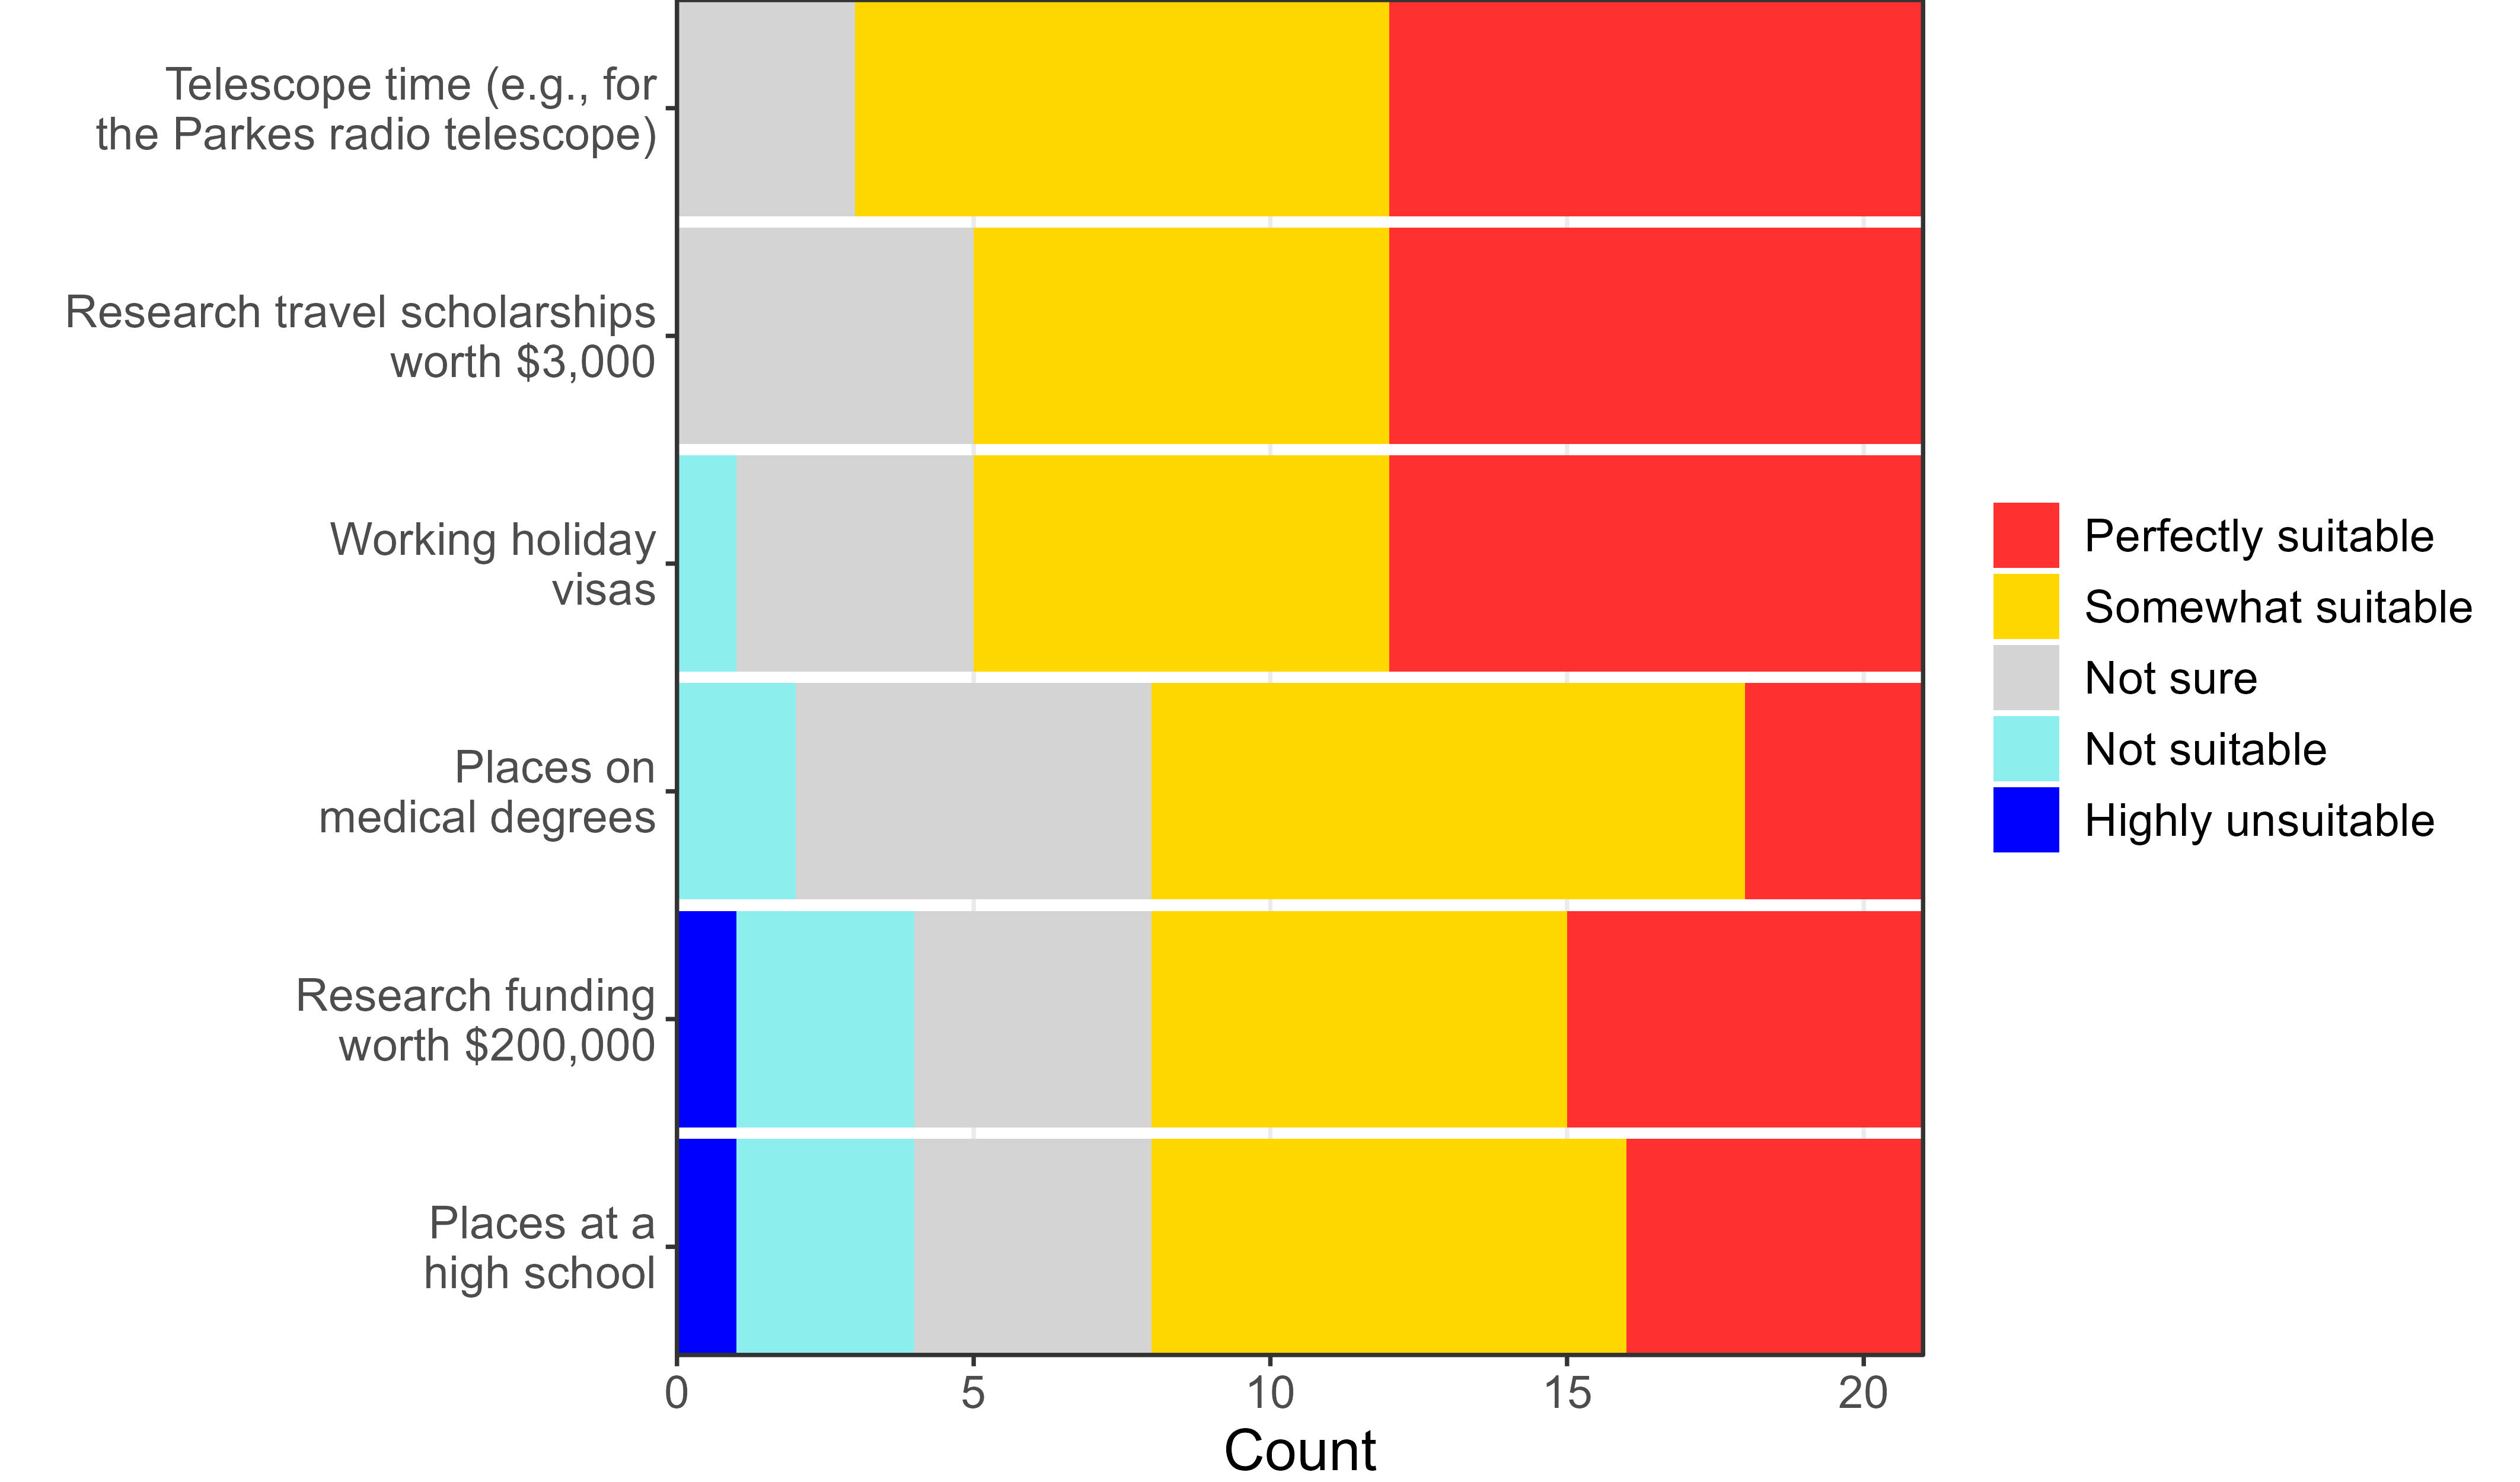 Telescope time (e.g., for
the Parkes radio telescope)
Research travel scholarships
worth $3,000
Working holiday
visas
Places on
medical degrees
Research funding
worth $200,000
Places at a
high school
0 5 10 15 20
Count
Perfectly suitable
Somewhat suitable
Not sure
Not suitable
Highly unsuitable